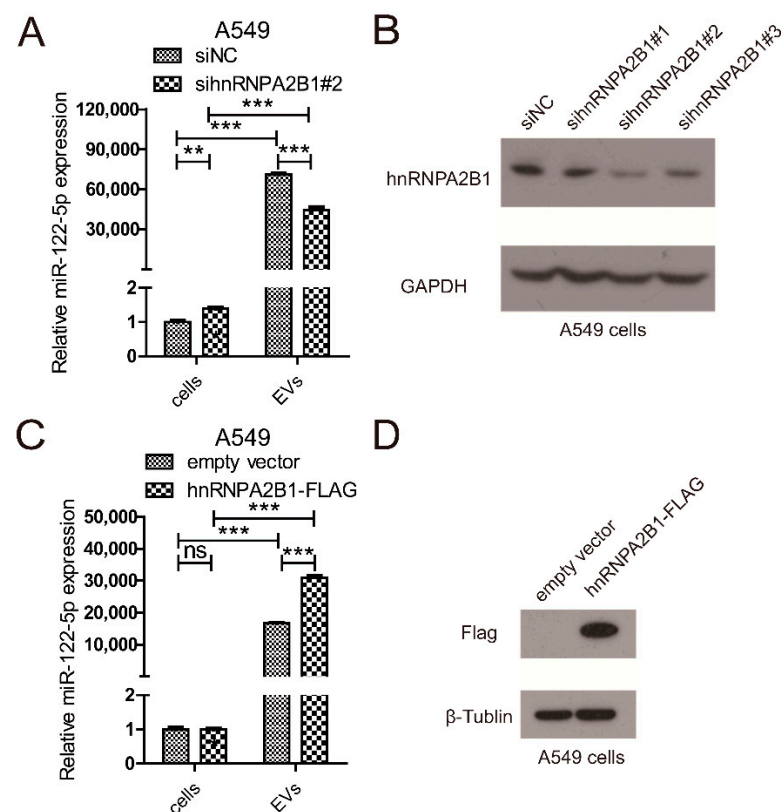 A
A549
siNC
sihnRNPA2B1#2
Relative miR-122-5p expression
120,000
90,000
60,000
30,000
2
1
0
***
***
**
***
cells
EVs
B
siNC
sihnRNPA2B1#1
sihnRNPA2B1#2
sihnRNPA2B1#3
hnRNPA2B1
GAPDH
A549 cells
C
A549
empty vector
hnRNPA2B1-FLAG
Relative miR-122-5p expression
50,000
40,000
30,000
20,000
10,000
2
1
0
***
***
ns
***
cells
EVs
D
empty vector
hnRNPA2B1-FLAG
Flag
β-Tublin
A549 cells